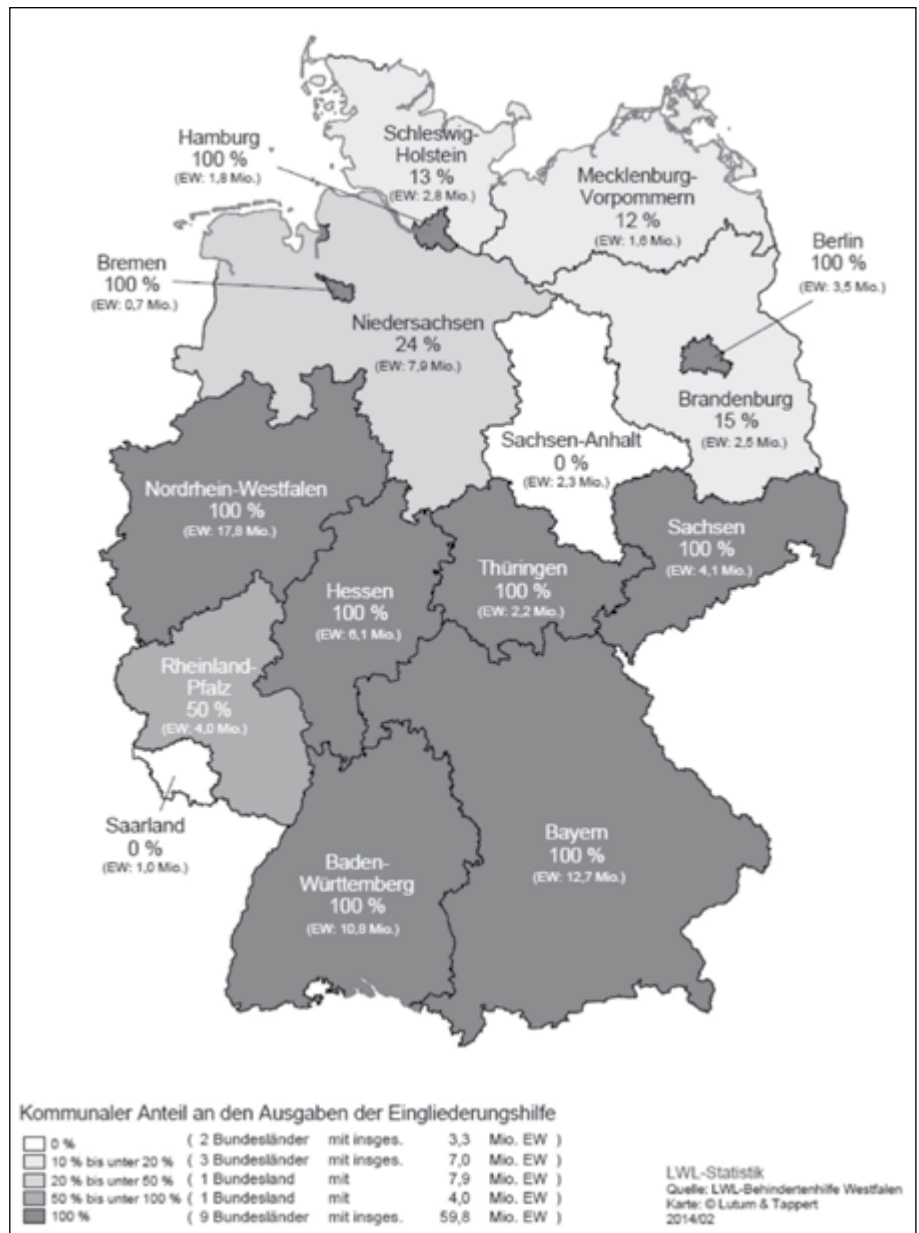 Hamburg
100 %
(EW: 1,8 Mio.)
Schleswig-
Holstein
13 %
(EW: 2,8 Mio.)
Mecklenburg-
Vorpommern
12 %
(EW: 1,6 Mio.)
Berlin
100 %
(EW: 3,5 Mio.)
Bremen
100 %
(EW: 0,7 Mio.)
Niedersachsen
24 %
(EW: 7,9 Mio.)
Brandenburg
15 %
(EW: 2,5 Mio.)
Sachsen-Anhalt
0 %
(EW: 2,3 Mio.)
Nordrhein-Westfalen
100 %
(EW: 17,8 Mio.)
Sachsen
100 %
(EW: 4,1 Mio.)
Thüringen
100 %
(EW: 2,2 Mio.)
Hessen
100 %
(EW: 6,1 Mio.)
Rheinland-
Pfalz
50 %
(EW: 4,0 Mio.)
Saarland
0 %
(EW: 1,0 Mio.)
Bayern
100 %
(EW: 12,7 Mio.)
Baden-
Württemberg
100 %
(EW: 10,8 Mio.)
Kommunaler Anteil an den Ausgaben der Eingliederungshilfe
0 % ( 2 Bundesländer mit insges. 3,3 Mio. EW )
10 % bis unter 20 % ( 3 Bundesländer mit insges. 7,0 Mio. EW )
20 % bis unter 50 % ( 1 Bundesland mit 7,9 Mio. EW )
50 % bis unter 100 % ( 1 Bundesland mit 4,0 Mio. EW )
100 % ( 9 Bundesländer mit insges. 59,8 Mio. EW )
LWL-Statistik
Quelle: LWL-Behindertenhilfe Westfalen
Karte: © Lutum & Tappert
2014/02